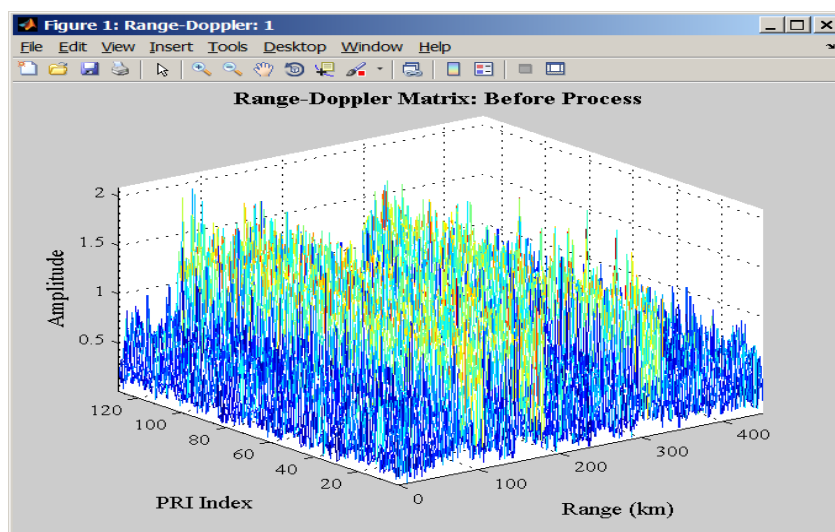 Figure 1: Range-Doppler: 1
File Edit View Insert Tools Desktop Window Help
Range-Doppler Matrix: Before Process
2
1.5
1
0.5
Amplitude
120
100
80
60
40
20
PRI Index
0
100
200
300
400
Range (km)